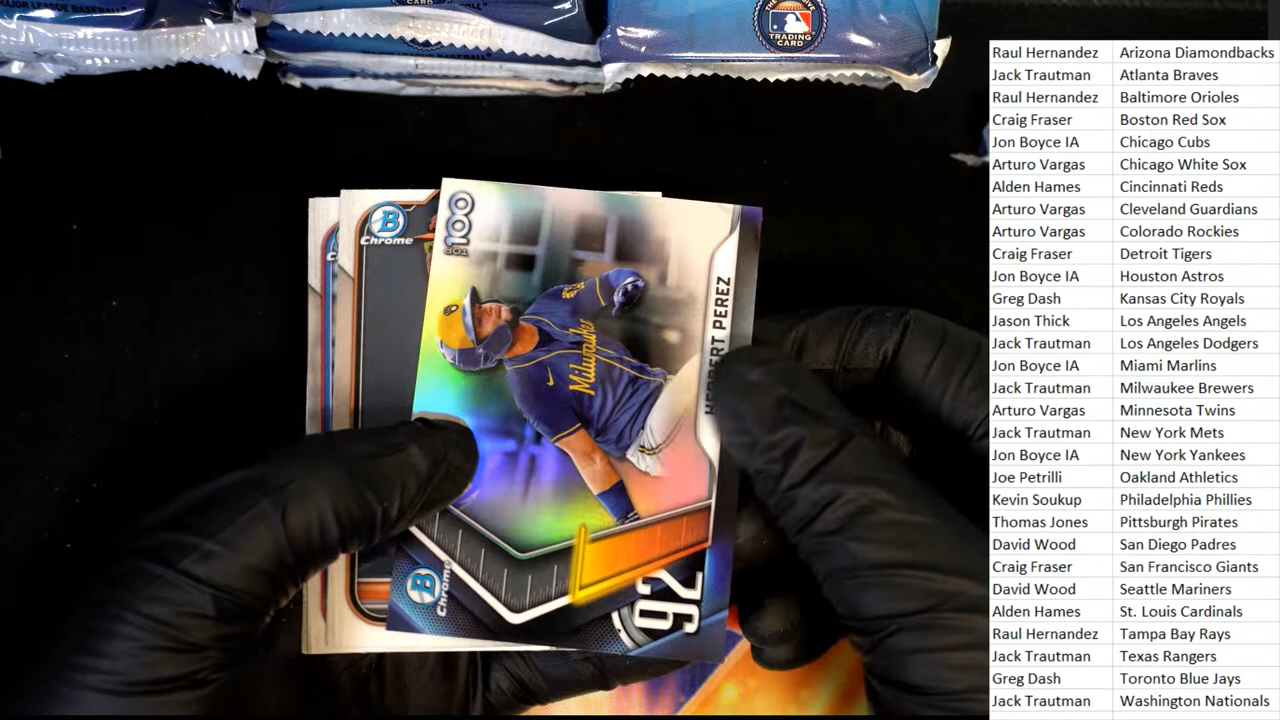 MAJOR LEAGUE BASEBALL
TRADING
CARD
B
Chrome
TOP
100
Milwaukee
HERBERT PEREZ
B
Chrome
92
Raul Hernandez Arizona Diamondbacks
Jack Trautman Atlanta Braves
Raul Hernandez Baltimore Orioles
Craig Fraser Boston Red Sox
Jon Boyce IA Chicago Cubs
Arturo Vargas Chicago White Sox
Alden Hames Cincinnati Reds
Arturo Vargas Cleveland Guardians
Arturo Vargas Colorado Rockies
Craig Fraser Detroit Tigers
Jon Boyce IA Houston Astros
Greg Dash Kansas City Royals
Jason Thick Los Angeles Angels
Jack Trautman Los Angeles Dodgers
Jon Boyce IA Miami Marlins
Jack Trautman Milwaukee Brewers
Arturo Vargas Minnesota Twins
Jack Trautman New York Mets
Jon Boyce IA New York Yankees
Joe Petrilli Oakland Athletics
Kevin Soukup Philadelphia Phillies
Thomas Jones Pittsburgh Pirates
David Wood San Diego Padres
Craig Fraser San Francisco Giants
David Wood Seattle Mariners
Alden Hames St. Louis Cardinals
Raul Hernandez Tampa Bay Rays
Jack Trautman Texas Rangers
Greg Dash Toronto Blue Jays
Jack Trautman Washington Nationals